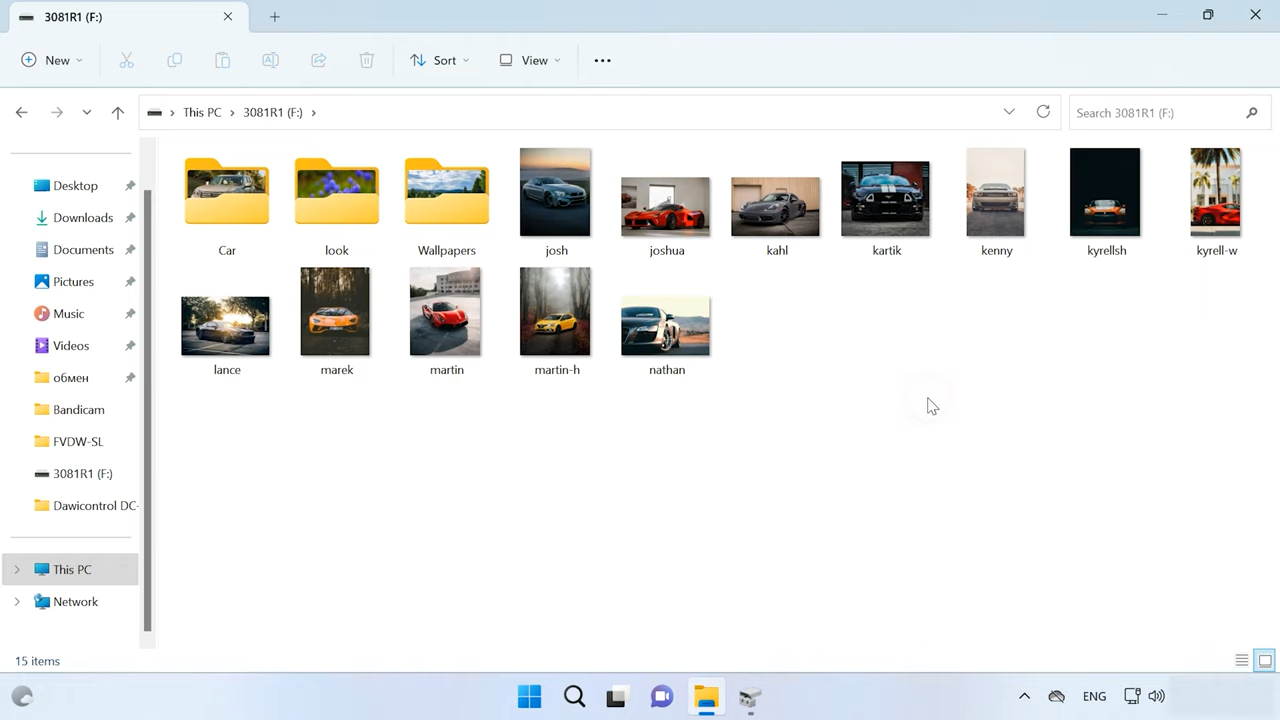 3081R1 (F:)
New
Sort
View
This PC
3081R1 (F:)
Search 3081R1 (F:)
Desktop
Downloads
Documents
Pictures
Music
Videos
обмен
Bandicam
FVDW-SL
3081R1 (F:)
Dawicontrol DC-
This PC
Network
Car
look
Wallpapers
josh
joshua
kahl
kartik
kenny
kyrellsh
kyrell-w
lance
marek
martin
martin-h
nathan
15 items
ENG